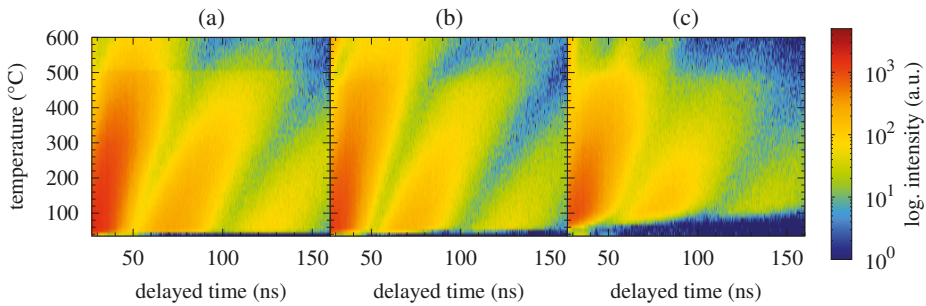 (a) (b) (c)
600
500
400
300
200
100
temperature (°C)
50 100 150 50 100 150 50 100 150
delayed time (ns) delayed time (ns) delayed time (ns)
10³
10²
10¹
10⁰
log. intensity (a.u.)